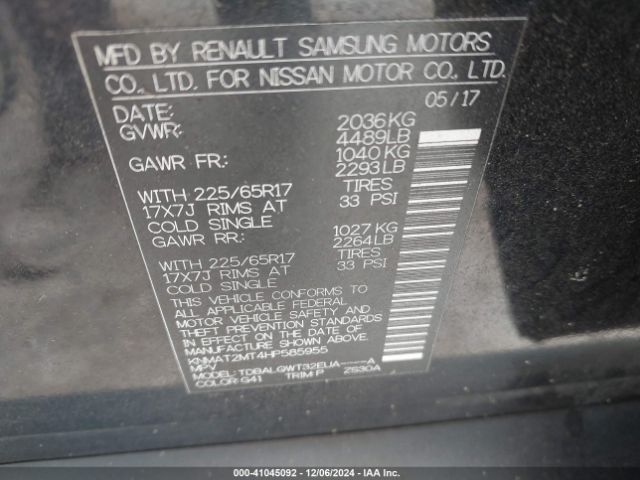 MFD BY RENAULT SAMSUNG MOTORS
CO., LTD. FOR NISSAN MOTOR CO., LTD.
DATE: 05/17
GVWR: 2036KG
4489LB
GAWR FR: 1040KG
2293LB
WITH 225/65R17 TIRES
17X7J RIMS AT 33 PSI
COLD SINGLE
GAWR RR: 1027KG
2264LB
WITH 225/65R17 TIRES
17X7J RIMS AT 33 PSI
COLD SINGLE
THIS VEHICLE CONFORMS TO
ALL APPLICABLE FEDERAL
MOTOR VEHICLE SAFETY AND
THEFT PREVENTION STANDARDS
IN EFFECT ON THE DATE OF
MANUFACTURE SHOWN ABOVE.
KNMAT2MT4HP585955
MPV
MODEL: TDBALGWT32EUA-----A
COLOR: G41 TRIM: P ZS30A
000-41045092 - 12/06/2024 - IAA Inc.